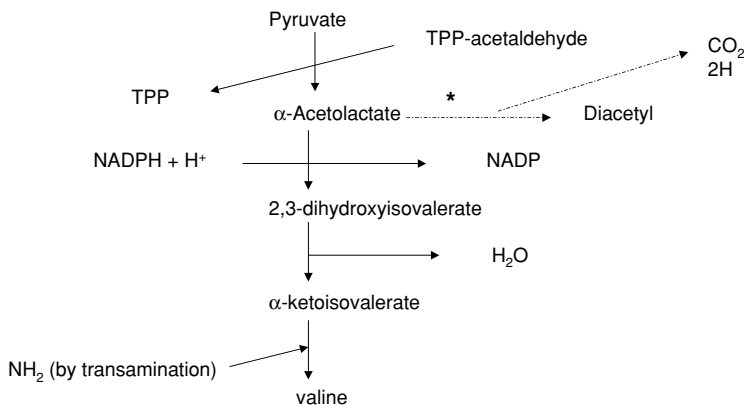 Pyruvate
TPP-acetaldehyde
CO₂
2H
TPP
α-Acetolactate
*
Diacetyl
NADPH + H⁺
NADP
2,3-dihydroxyisovalerate
H₂O
α-ketoisovalerate
NH₂ (by transamination)
valine